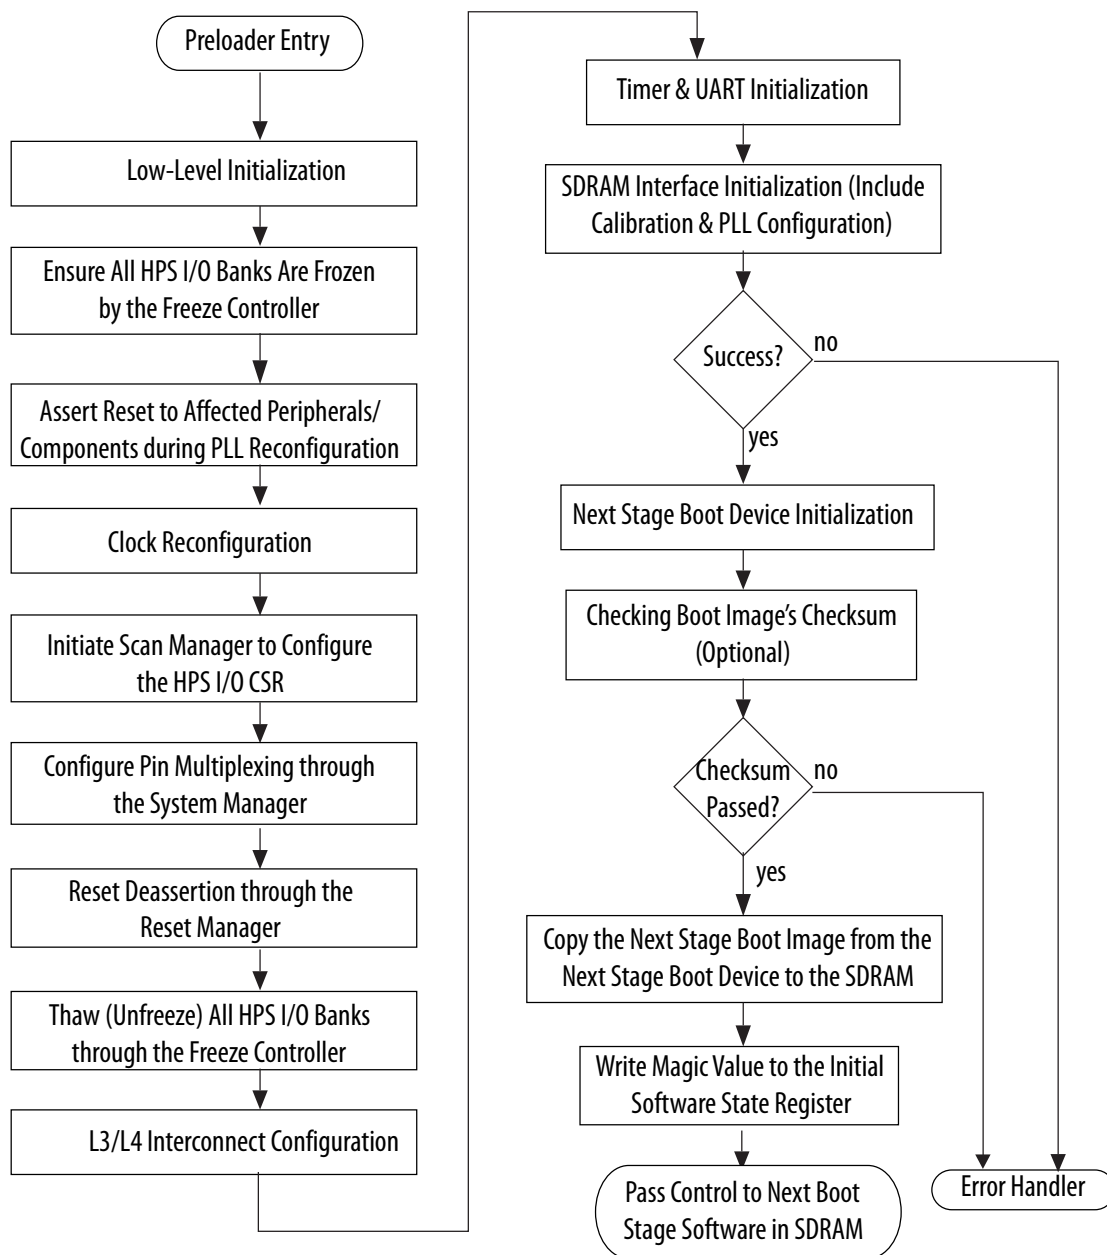 Preloader Entry
Low-Level Initialization
Ensure All HPS I/O Banks Are Frozen
by the Freeze Controller
Assert Reset to Affected Peripherals/
Components during PLL Reconfiguration
Clock Reconfiguration
Initiate Scan Manager to Configure
the HPS I/O CSR
Configure Pin Multiplexing through
the System Manager
Reset Deassertion through the
Reset Manager
Thaw (Unfreeze) All HPS I/O Banks
through the Freeze Controller
L3/L4 Interconnect Configuration
Timer & UART Initialization
SDRAM Interface Initialization (Include
Calibration & PLL Configuration)
Success?
no
yes
Next Stage Boot Device Initialization
Checking Boot Image’s Checksum
(Optional)
Checksum
Passed?
no
yes
Copy the Next Stage Boot Image from the
Next Stage Boot Device to the SDRAM
Write Magic Value to the Initial
Software State Register
Pass Control to Next Boot
Stage Software in SDRAM
Error Handler